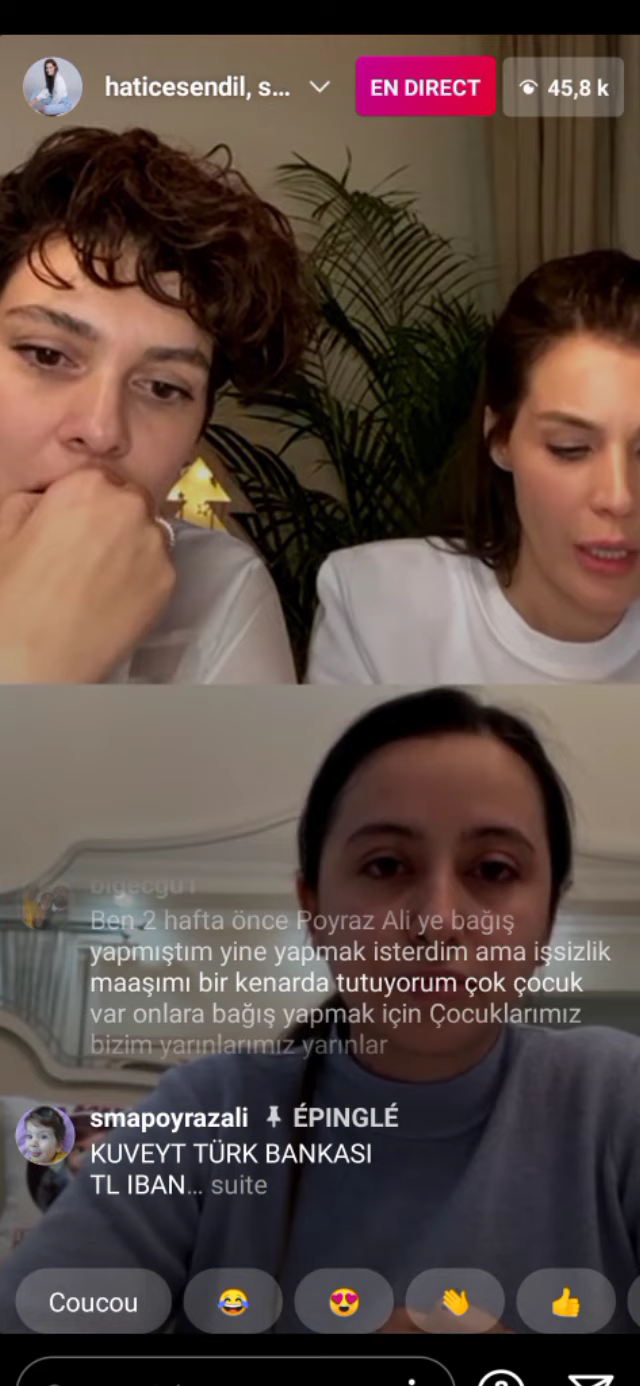 haticesendil, s...
EN DIRECT
45,8 k
Ben 2 hafta önce Poyraz Ali ye bağış
yapmıştım yine yapmak isterdim ama işsizlik
maaşımı bir kenarda tutuyorum çok çocuk
var onlara bağış yapmak için Çocuklarımız
bizim yarınlarımız yarınlar
smapoyrazali ÉPINGLÉ
KUVEYT TÜRK BANKASI
TL IBAN... suite
Coucou